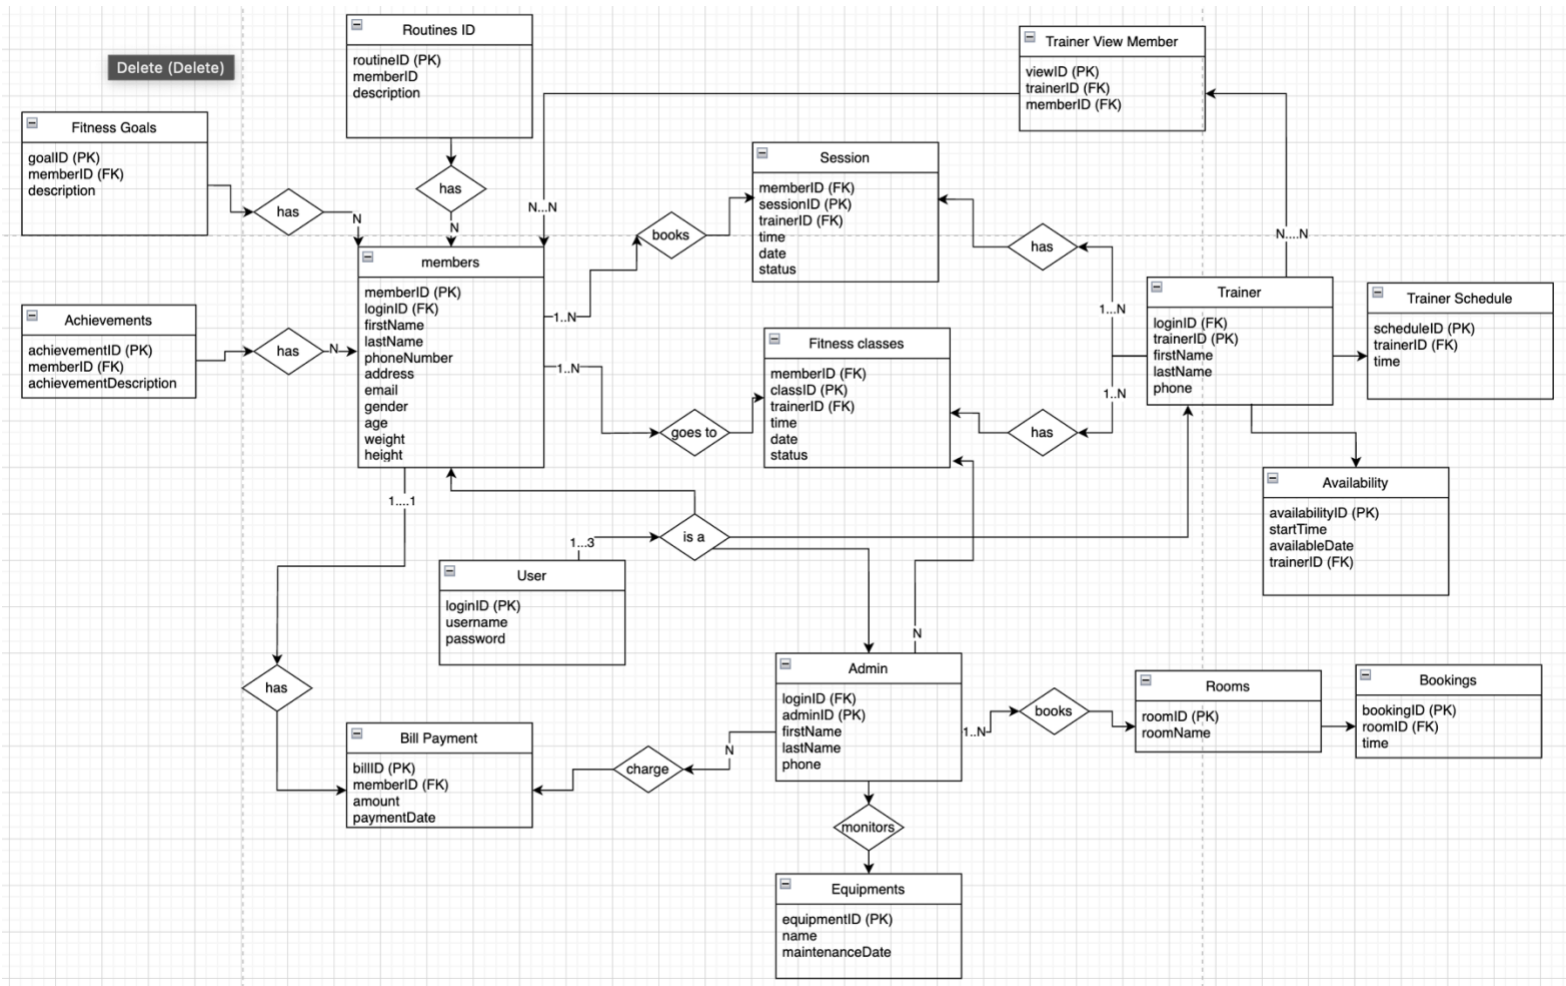 Delete (Delete)
Routines ID
routineID (PK)
memberID
description
Trainer View Member
viewID (PK)
trainerID (FK)
memberID (FK)
Fitness Goals
goalID (PK)
memberID (FK)
description
has
N
has
N
N...N
Session
memberID (FK)
sessionID (PK)
trainerID (FK)
time
date
status
books
has
N....N
members
memberID (PK)
loginID (FK)
firstName
lastName
phoneNumber
address
email
gender
age
weight
height
1..N
1..N
Achievements
achievementID (PK)
memberID (FK)
achievementDescription
has
N
Fitness classes
memberID (FK)
classID (PK)
trainerID (FK)
time
date
status
goes to
has
1...N
1..N
Trainer
loginID (FK)
trainerID (PK)
firstName
lastName
phone
Trainer Schedule
scheduleID (PK)
trainerID (FK)
time
Availability
availabilityID (PK)
startTime
availableDate
trainerID (FK)
1....1
1...3
is a
User
loginID (PK)
username
password
N
has
Admin
loginID (FK)
adminID (PK)
firstName
lastName
phone
1..N
books
Rooms
roomID (PK)
roomName
Bookings
bookingID (PK)
roomID (FK)
time
Bill Payment
billID (PK)
memberID (FK)
amount
paymentDate
charge
N
monitors
Equipments
equipmentID (PK)
name
maintenanceDate